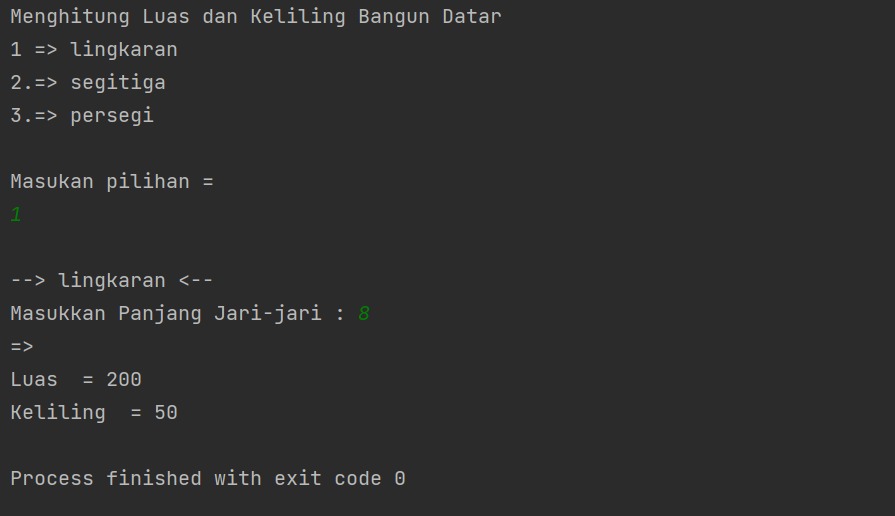 Menghitung Luas dan Keliling Bangun Datar
1 => lingkaran
2.=> segitiga
3.=> persegi
Masukan pilihan =
1
--> lingkaran <--
Masukkan Panjang Jari-jari : 8
=>
Luas  = 200
Keliling  = 50
Process finished with exit code 0